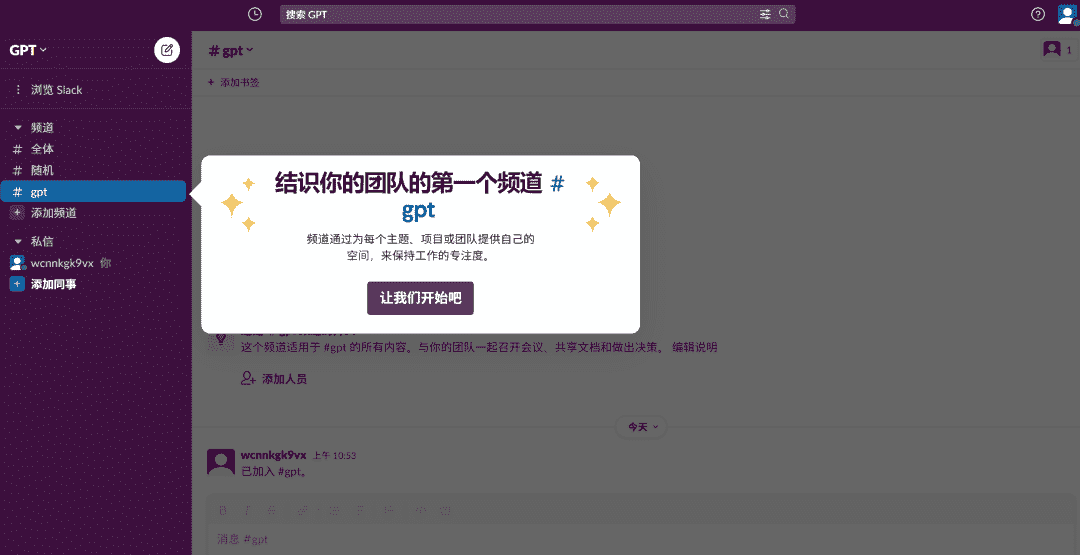 搜索 GPT
GPT
浏览 Slack
频道
# 全体
# 随机
# gpt
+ 添加频道
私信
wcnnkgk9vx 你
+ 添加同事
# gpt
1
+ 添加书签
结识你的团队的第一个频道 #
gpt
频道通过为每个主题、项目或团队提供自己的
空间，来保持工作的专注度。
让我们开始吧
这个频道适用于 #gpt 的所有内容。与你的团队一起召开会议、共享文档和做出决策。 编辑说明
添加人员
今天
wcnnkgk9vx 上午 10:53
已加入 #gpt。
消息 #gpt